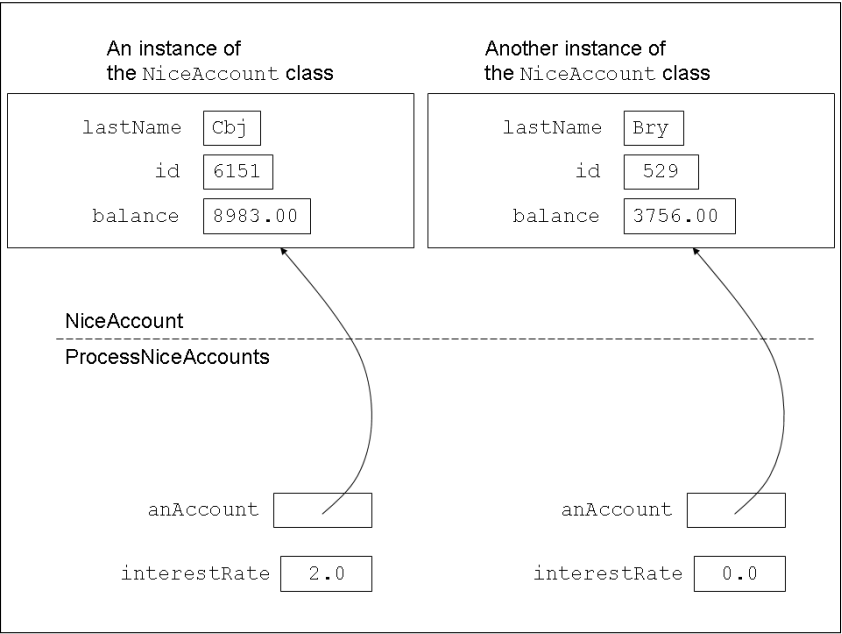 An instance of
the NiceAccount class
lastName Cbj
id 6151
balance 8983.00
Another instance of
the NiceAccount class
lastName Bry
id 529
balance 3756.00
NiceAccount
ProcessNiceAccounts
anAccount
interestRate 2.0
anAccount
interestRate 0.0